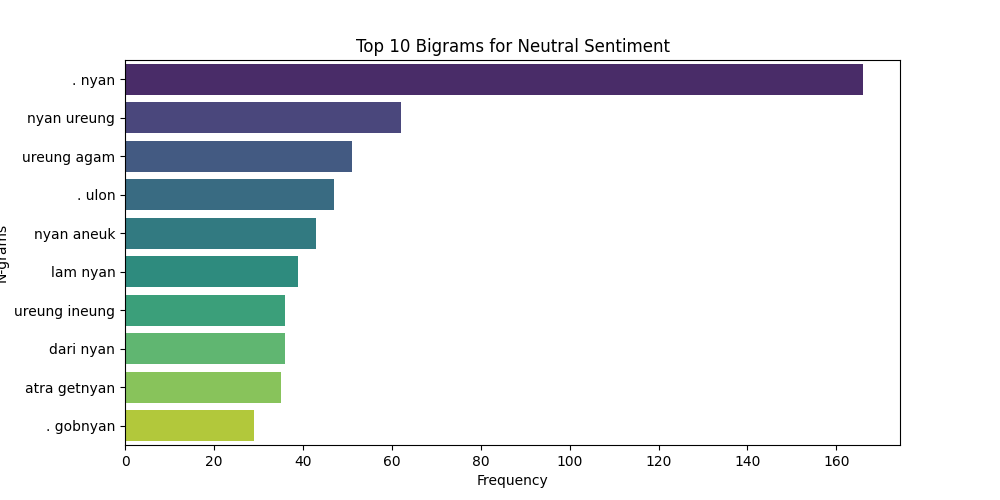 Top 10 Bigrams for Neutral Sentiment
. nyan
nyan ureung
ureung agam
. ulon
nyan aneuk
lam nyan
ureung ineung
dari nyan
atra getnyan
. gobnyan
N-grams
0 20 40 60 80 100 120 140 160
Frequency